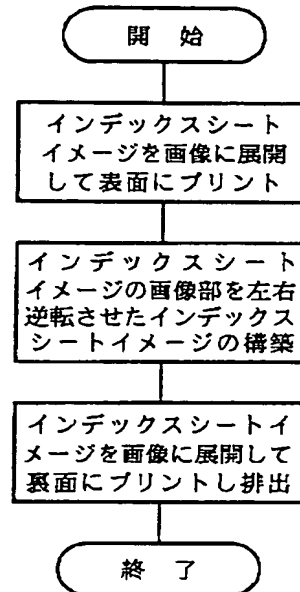 開 始
インデックスシート
イメージを画像に展開
して表面にプリント
インデックスシート
イメージの画像部を左右
逆転させたインデックス
シートイメージの構築
インデックスシートイ
メージを画像に展開して
裏面にプリントし排出
終 了